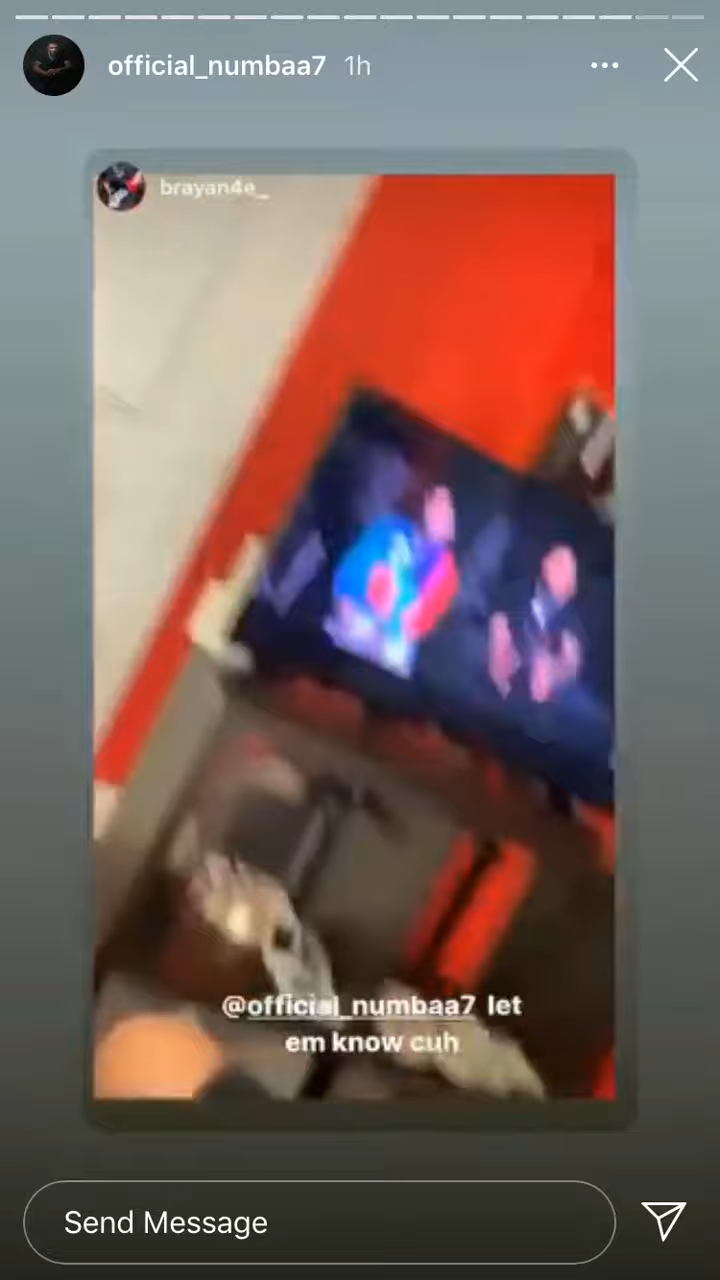 official_numbaa7 1h
brayan4e_
@official_numbaa7 let
em know cuh
Send Message